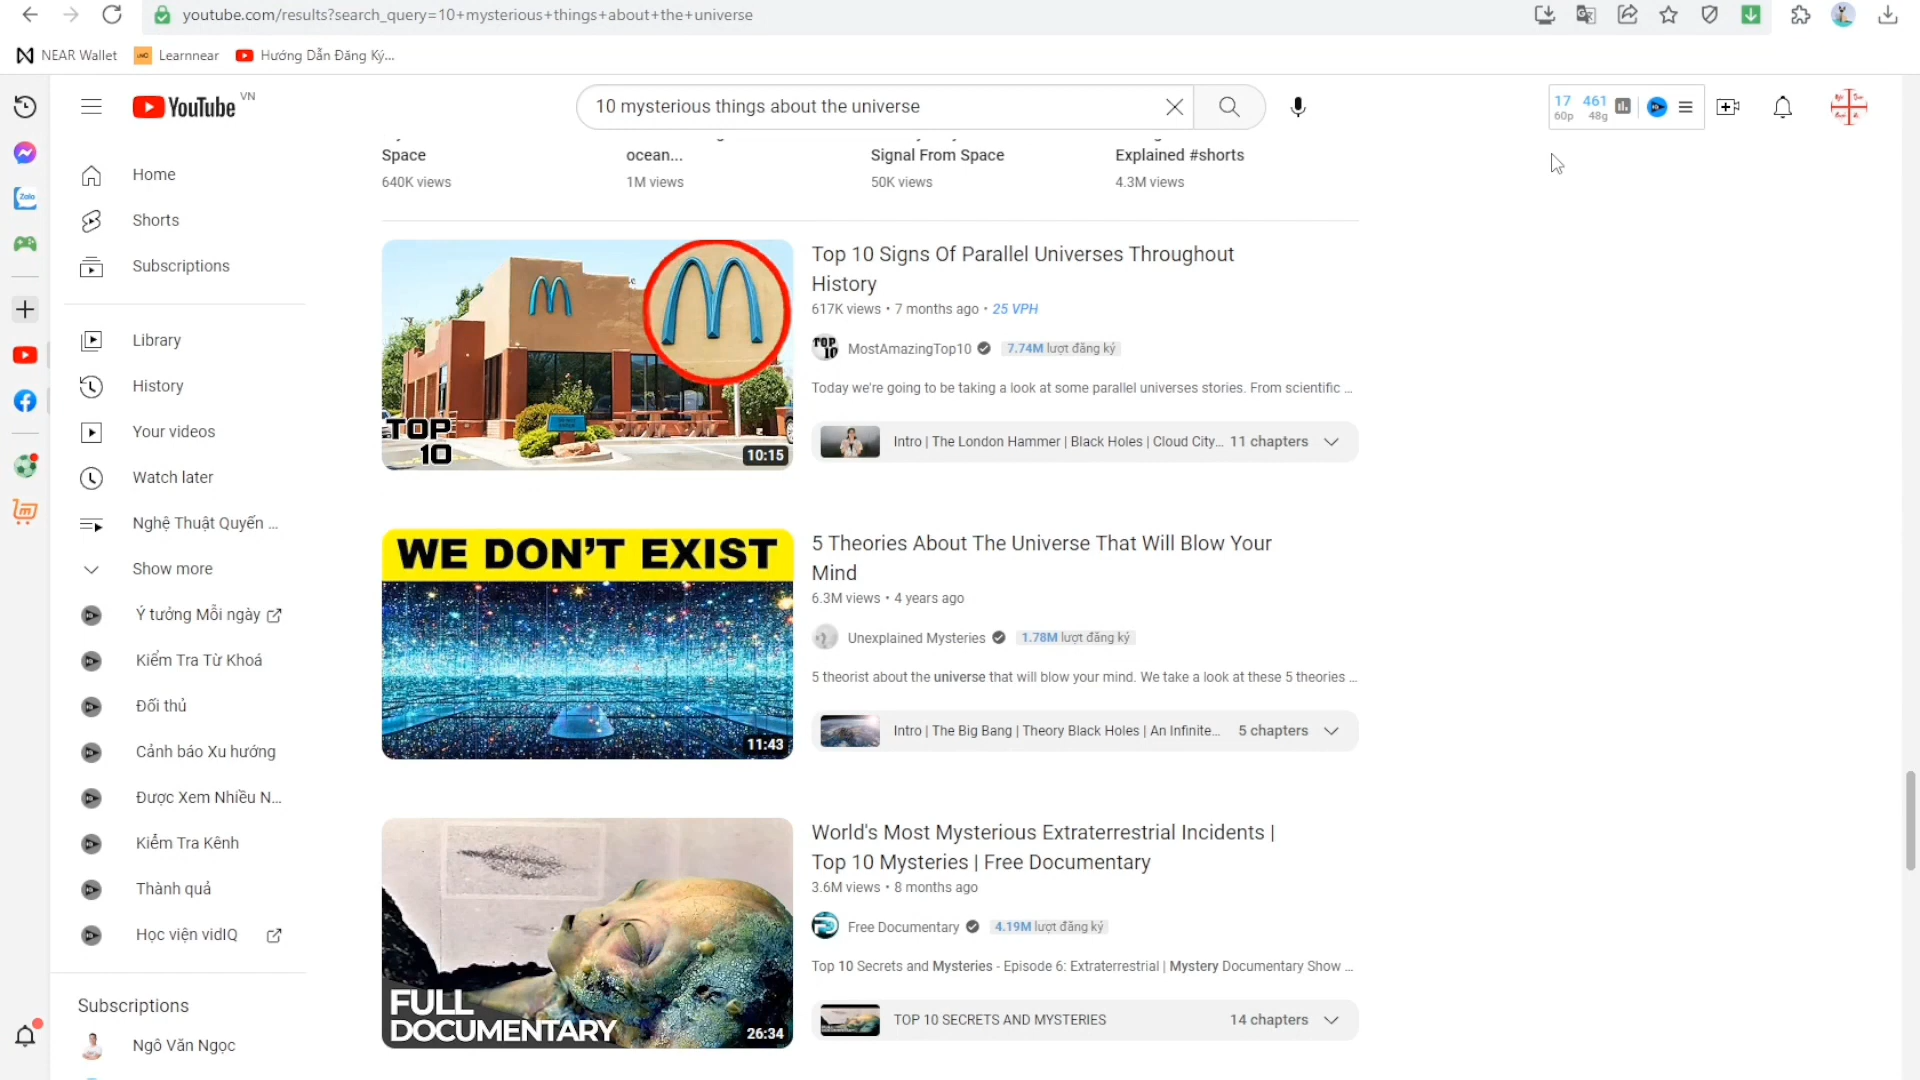 youtube.com/results?search_query=10+mysterious+things+about+the+universe
NEAR Wallet
Learnnear
Hướng Dẫn Đăng Ký...
YouTube VN
10 mysterious things about the universe
17 461
60p 48g
Home
Shorts
Subscriptions
Library
History
Your videos
Watch later
Nghệ Thuật Quyến ...
Show more
Ý tưởng Mỗi ngày
Kiểm Tra Từ Khoá
Đối thủ
Cảnh báo Xu hướng
Được Xem Nhiều N...
Kiểm Tra Kênh
Thành quả
Học viện vidIQ
Subscriptions
Ngô Văn Ngọc
Space
640K views
ocean...
1M views
Signal From Space
50K views
Explained #shorts
4.3M views
TOP
10
10:15
Top 10 Signs Of Parallel Universes Throughout
History
617K views • 7 months ago • 25 VPH
TOP
10
MostAmazingTop10 7.74M lượt đăng ký
Today we're going to be taking a look at some parallel universes stories. From scientific ...
Intro | The London Hammer | Black Holes | Cloud City... 11 chapters
WE DON'T EXIST
11:43
5 Theories About The Universe That Will Blow Your
Mind
6.3M views • 4 years ago
Unexplained Mysteries 1.78M lượt đăng ký
5 theorist about the universe that will blow your mind. We take a look at these 5 theories ...
Intro | The Big Bang | Theory Black Holes | An Infinite... 5 chapters
FULL
DOCUMENTARY
26:34
World's Most Mysterious Extraterrestrial Incidents |
Top 10 Mysteries | Free Documentary
3.6M views • 8 months ago
Free Documentary 4.19M lượt đăng ký
Top 10 Secrets and Mysteries - Episode 6: Extraterrestrial | Mystery Documentary Show ...
TOP 10 SECRETS AND MYSTERIES 14 chapters
Zalo